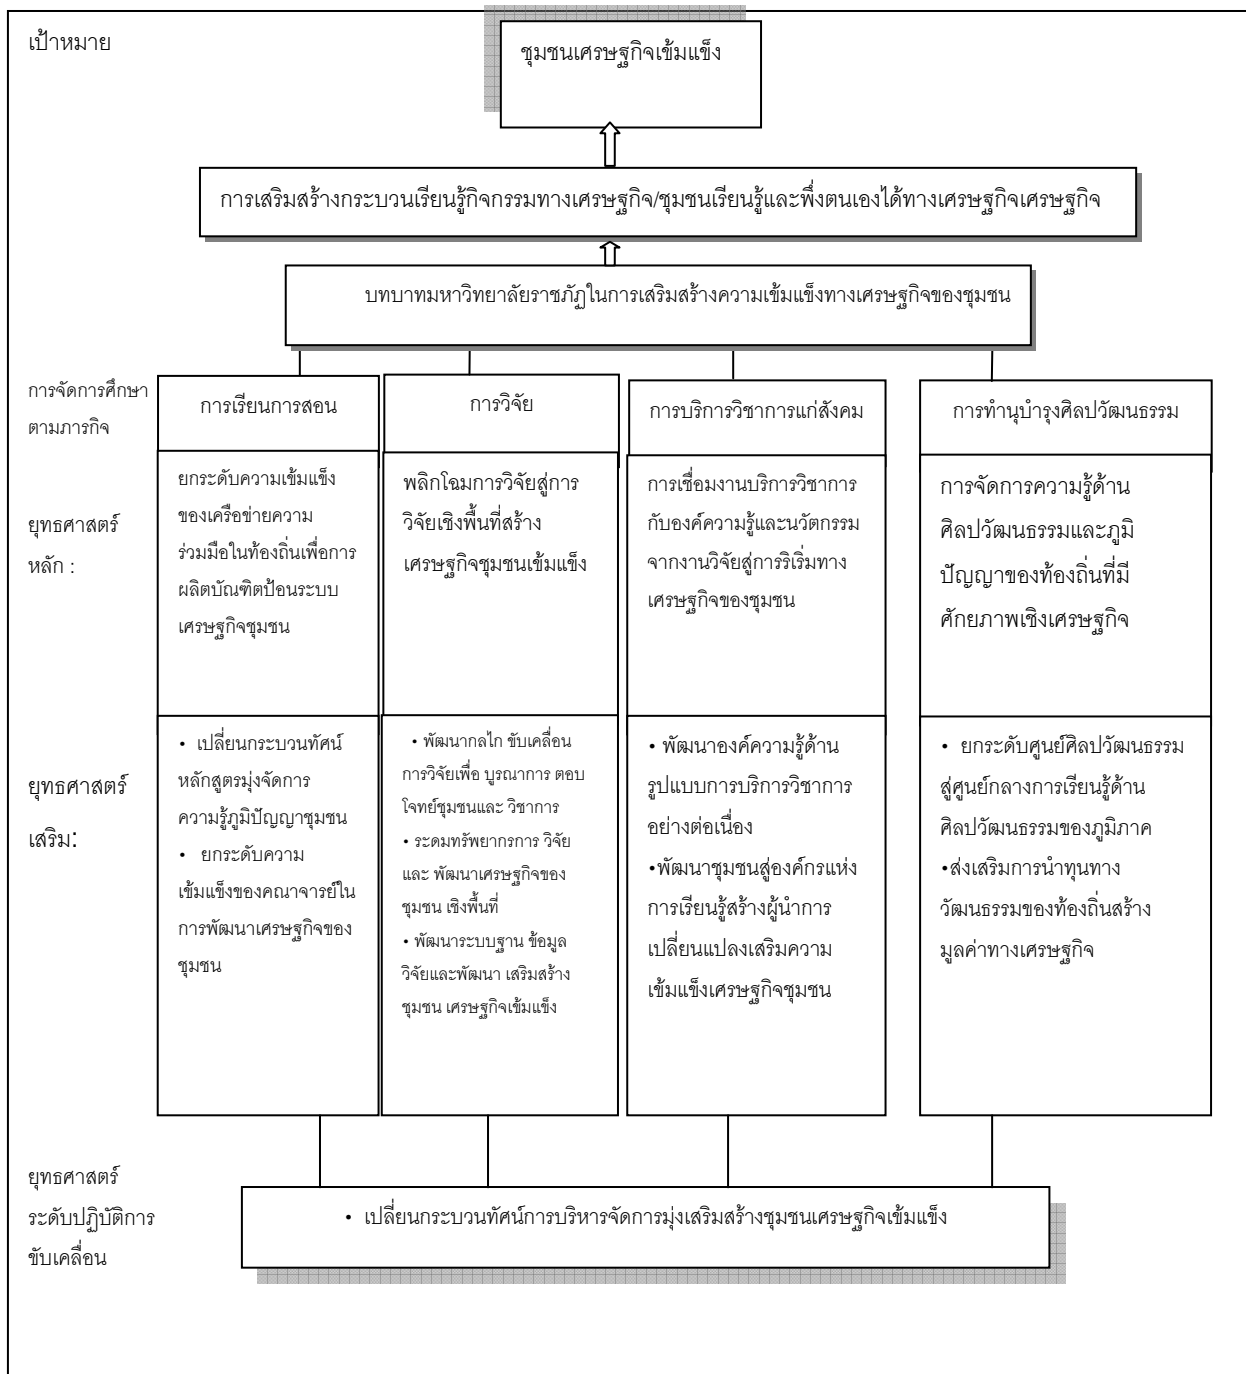 เป้าหมาย
ชุมชนเศรษฐกิจเข้มแข็ง
การเสริมสร้างกระบวนเรียนรู้กิจกรรมทางเศรษฐกิจ/ชุมชนเรียนรู้และพึ่งตนเองได้ทางเศรษฐกิจเศรษฐกิจ
บทบาทมหาวิทยาลัยราชภัฏในการเสริมสร้างความเข้มแข็งทางเศรษฐกิจของชุมชน
การจัดการศึกษา
ตามภารกิจ
การเรียนการสอน
การวิจัย
การบริการวิชาการแก่สังคม
การทำนุบำรุงศิลปวัฒนธรรม
ยุทธศาสตร์
หลัก :
ยกระดับความเข้มแข็ง
ของเครือข่ายความ
ร่วมมือในท้องถิ่นเพื่อการ
ผลิตบัณฑิตป้อนระบบ
เศรษฐกิจชุมชน
พลิกโฉมการวิจัยสู่การ
วิจัยเชิงพื้นที่สร้าง
เศรษฐกิจชุมชนเข้มแข็ง
การเชื่อมงานบริการวิชาการ
กับองค์ความรู้และนวัตกรรม
จากงานวิจัยสู่การริเริ่มทาง
เศรษฐกิจของชุมชน
การจัดการความรู้ด้าน
ศิลปวัฒนธรรมและภูมิ
ปัญญาของท้องถิ่นที่มี
ศักยภาพเชิงเศรษฐกิจ
ยุทธศาสตร์
เสริม:
• เปลี่ยนกระบวนทัศน์
หลักสูตรมุ่งจัดการ
ความรู้ภูมิปัญญาชุมชน
• ยกระดับความ
เข้มแข็งของคณาจารย์ใน
การพัฒนาเศรษฐกิจของ
ชุมชน
• พัฒนากลไก ขับเคลื่อน
การวิจัยเพื่อ บูรณาการ ตอบ
โจทย์ชุมชนและ วิชาการ
• ระดมทรัพยากรการ วิจัย
และ พัฒนาเศรษฐกิจของ
ชุมชน เชิงพื้นที่
• พัฒนาระบบฐาน ข้อมูล
วิจัยและพัฒนา เสริมสร้าง
ชุมชน เศรษฐกิจเข้มแข็ง
• พัฒนาองค์ความรู้ด้าน
รูปแบบการบริการวิชาการ
อย่างต่อเนื่อง
•พัฒนาชุมชนสู่องค์กรแห่ง
การเรียนรู้สร้างผู้นำการ
เปลี่ยนแปลงเสริมความ
เข้มแข็งเศรษฐกิจชุมชน
• ยกระดับศูนย์ศิลปวัฒนธรรม
สู่ศูนย์กลางการเรียนรู้ด้าน
ศิลปวัฒนธรรมของภูมิภาค
•ส่งเสริมการนำทุนทาง
วัฒนธรรมของท้องถิ่นสร้าง
มูลค่าทางเศรษฐกิจ
ยุทธศาสตร์
ระดับปฏิบัติการ
ขับเคลื่อน
• เปลี่ยนกระบวนทัศน์การบริหารจัดการมุ่งเสริมสร้างชุมชนเศรษฐกิจเข้มแข็ง